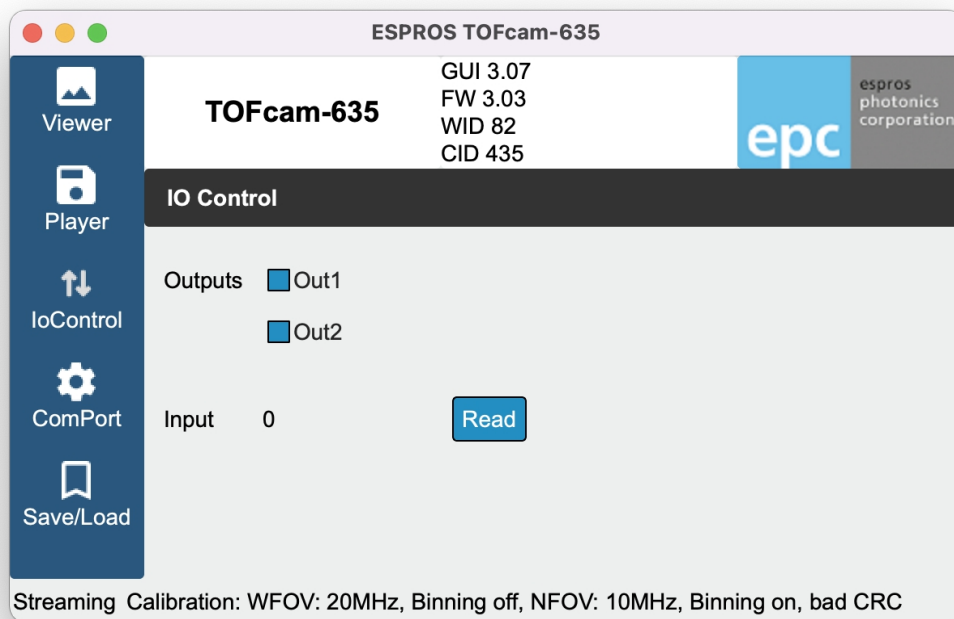 ESPROS TOFcam-635
Viewer
Player
IoControl
ComPort
Save/Load
TOFcam-635
GUI 3.07
FW 3.03
WID 82
CID 435
epc
espros
photonics
corporation
IO Control
Outputs Out1
Out2
Input 0 Read
Streaming Calibration: WFOV: 20MHz, Binning off, NFOV: 10MHz, Binning on, bad CRC